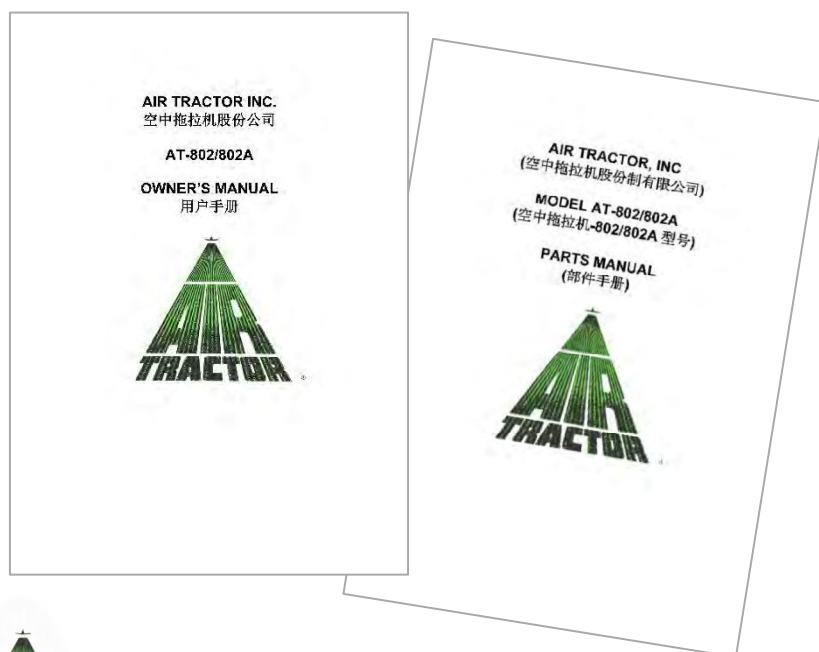 AIR TRACTOR INC.
空中拖拉机股份公司
AT-802/802A
OWNER'S MANUAL
用户手册
AIR
TRACTOR
®
AIR TRACTOR, INC
(空中拖拉机股份制有限公司)
MODEL AT-802/802A
(空中拖拉机-802/802A 型号)
PARTS MANUAL
(部件手册)
AIR
TRACTOR